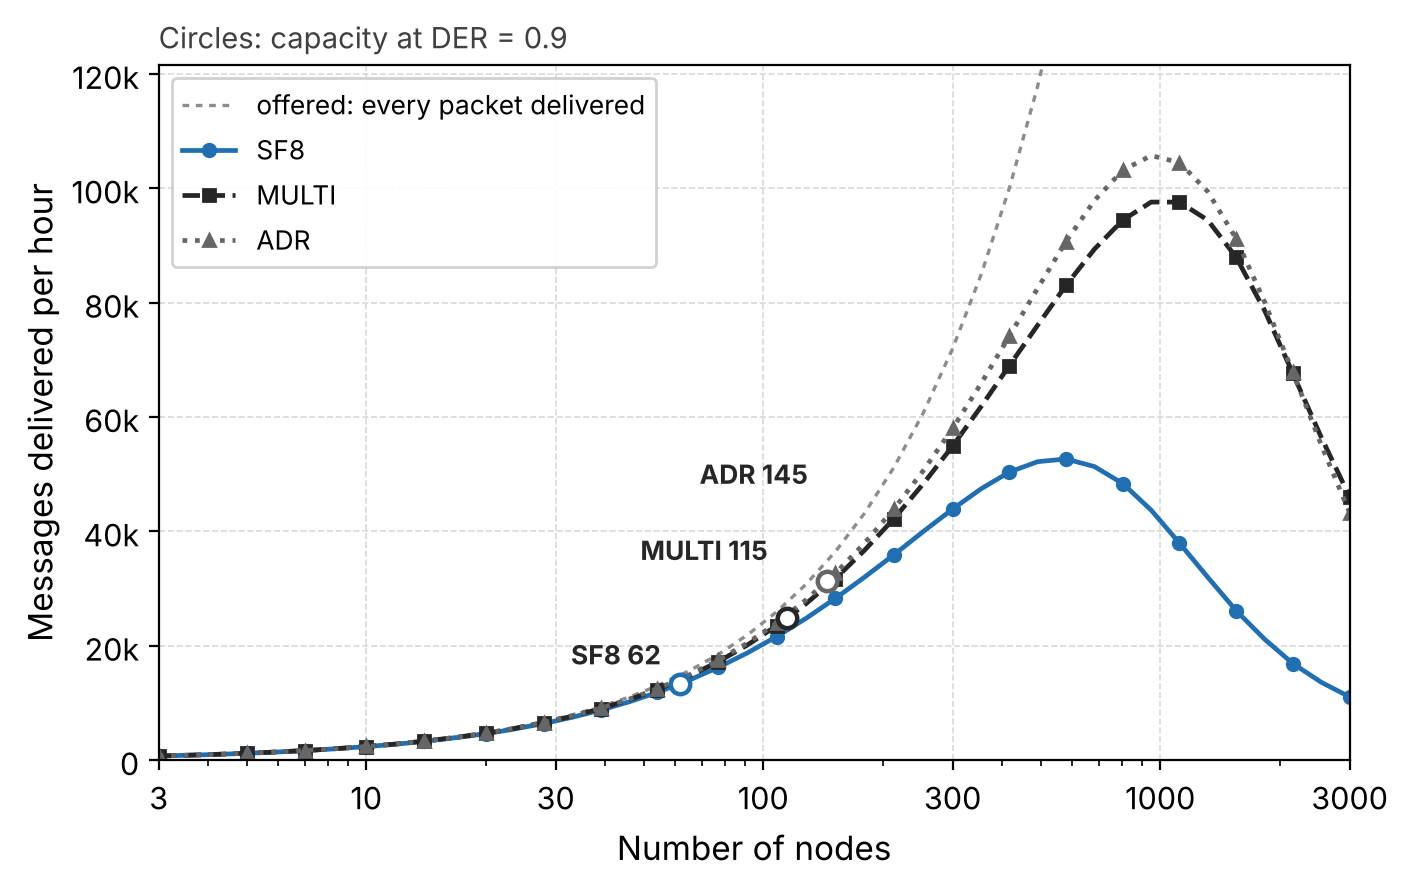 Circles: capacity at DER = 0.9
120k
100k
80k
60k
40k
20k
0
Messages delivered per hour
offered: every packet delivered
SF8
MULTI
ADR
ADR 145
MULTI 115
SF8 62
3 10 30 100 300 1000 3000
Number of nodes